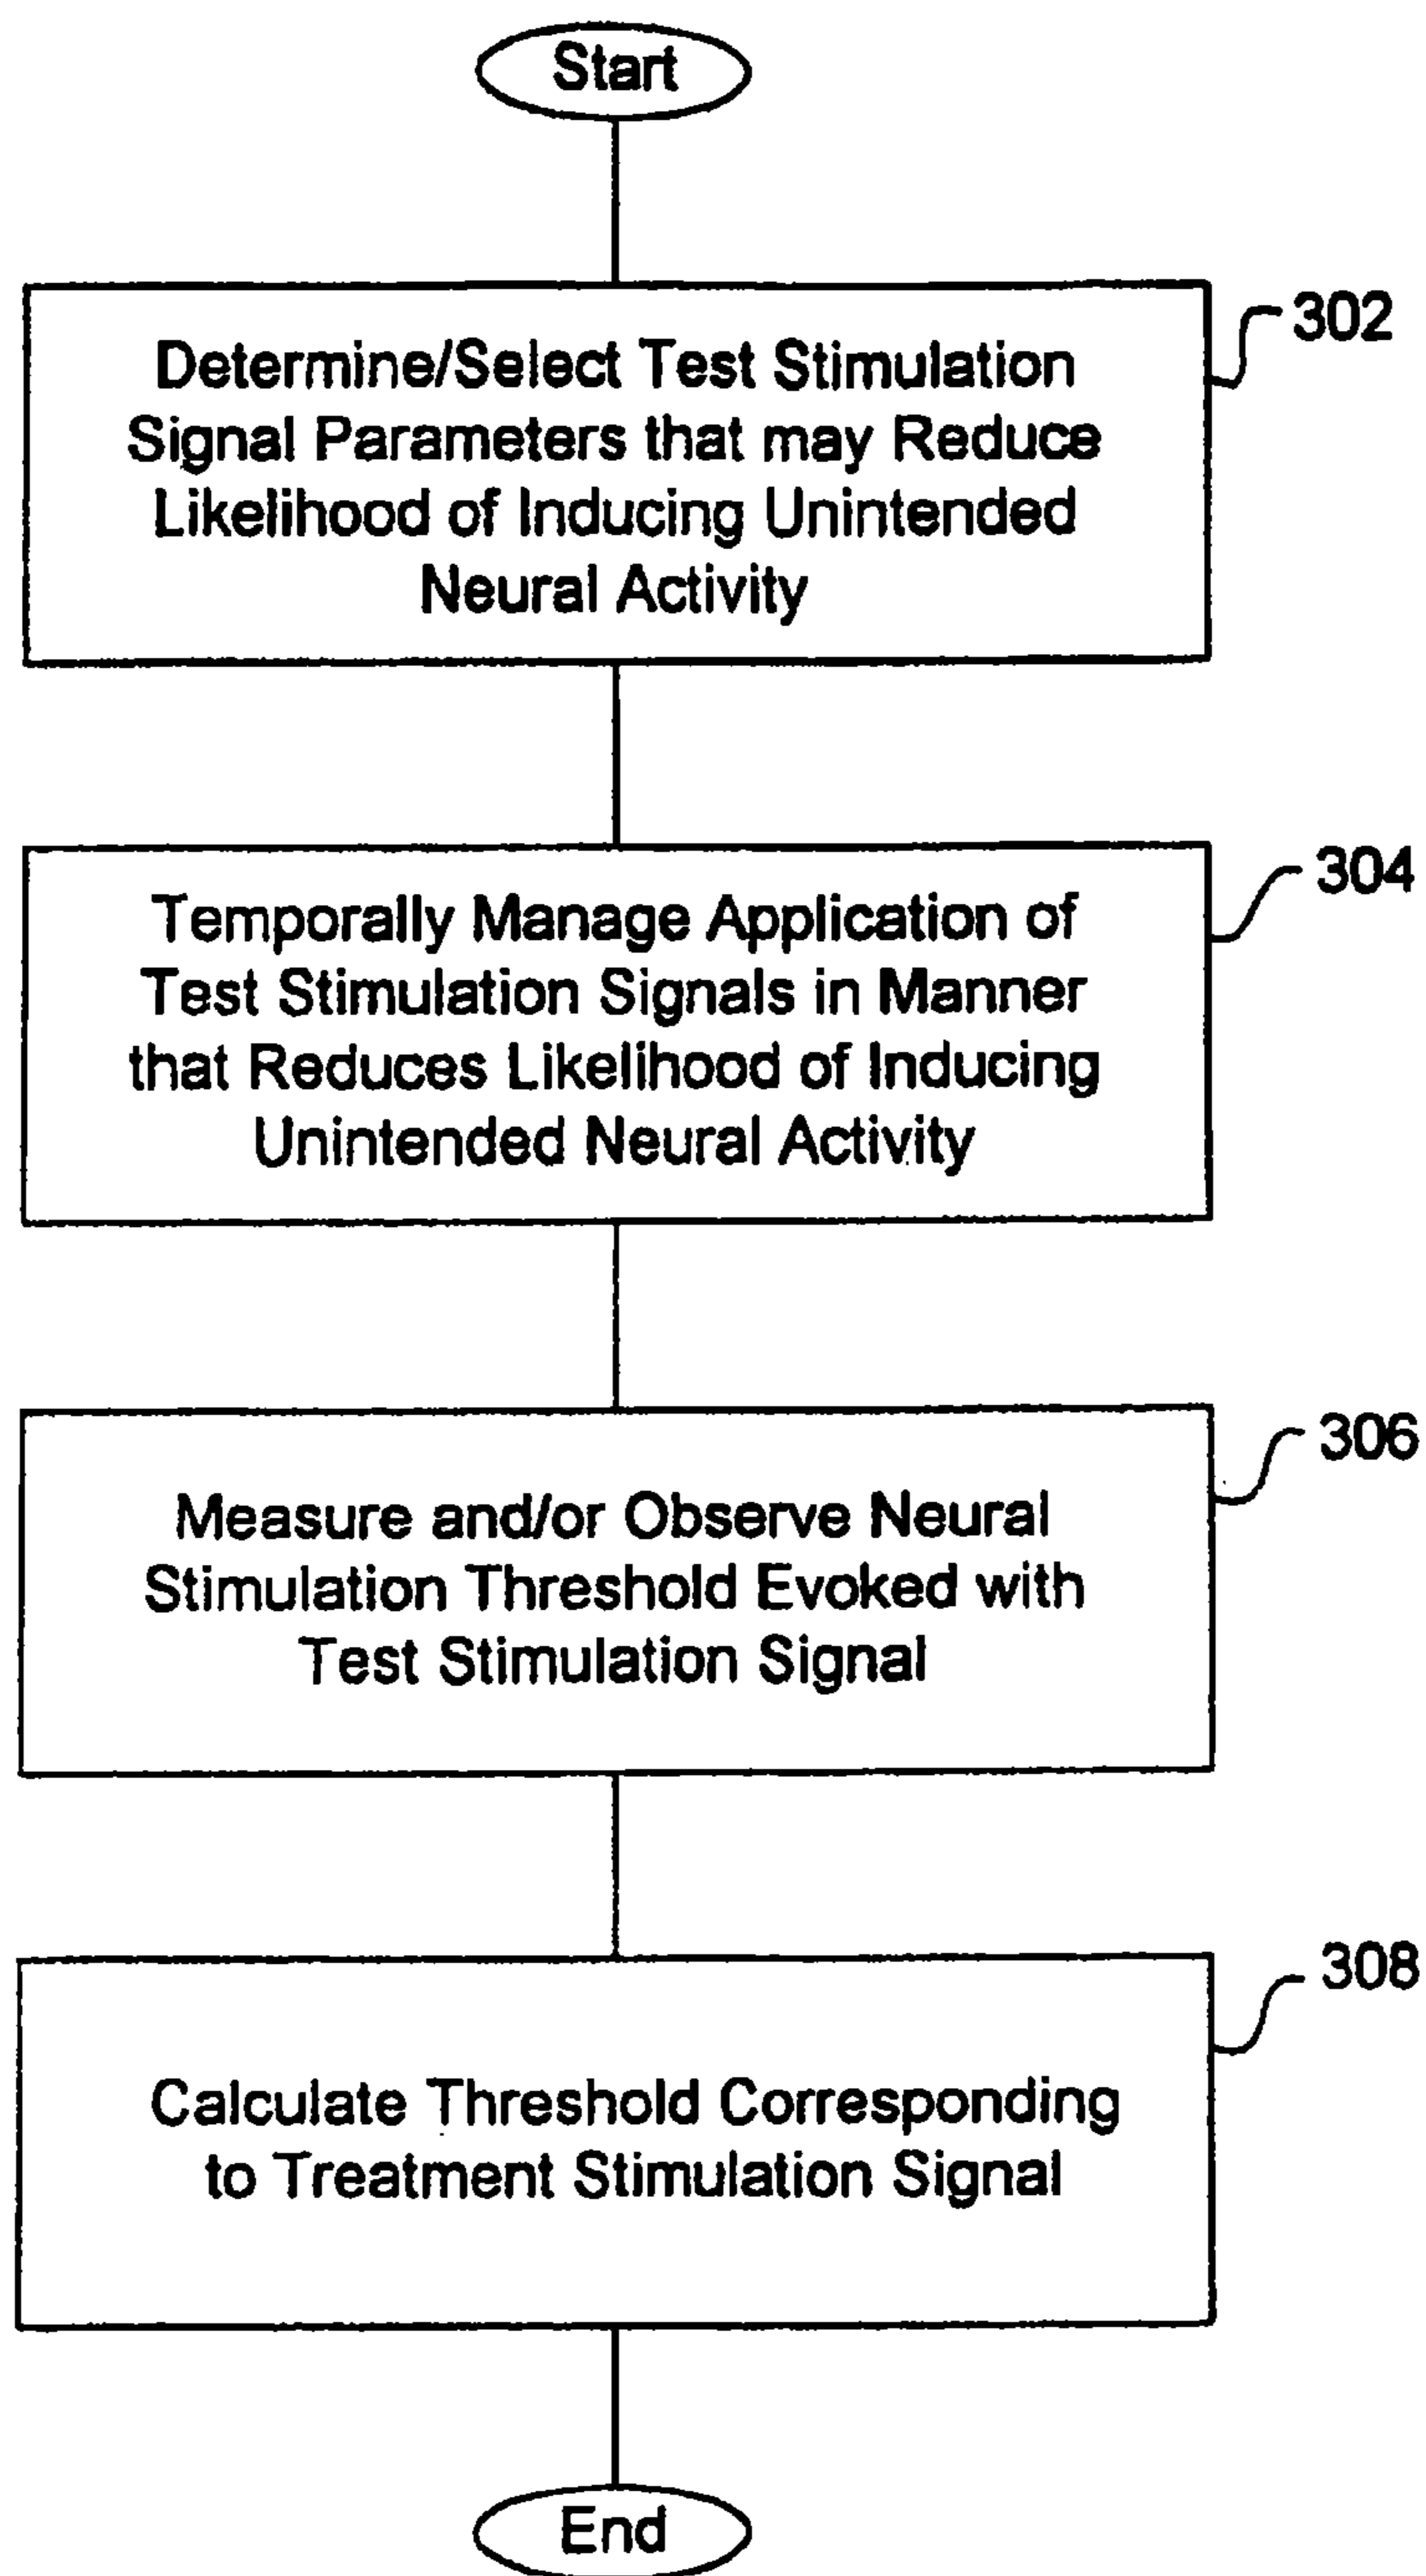 Start
302
Determine/Select Test Stimulation
Signal Parameters that may Reduce
Likelihood of Inducing Unintended
Neural Activity
304
Temporally Manage Application of
Test Stimulation Signals in Manner
that Reduces Likelihood of Inducing
Unintended Neural Activity
306
Measure and/or Observe Neural
Stimulation Threshold Evoked with
Test Stimulation Signal
308
Calculate Threshold Corresponding
to Treatment Stimulation Signal
End